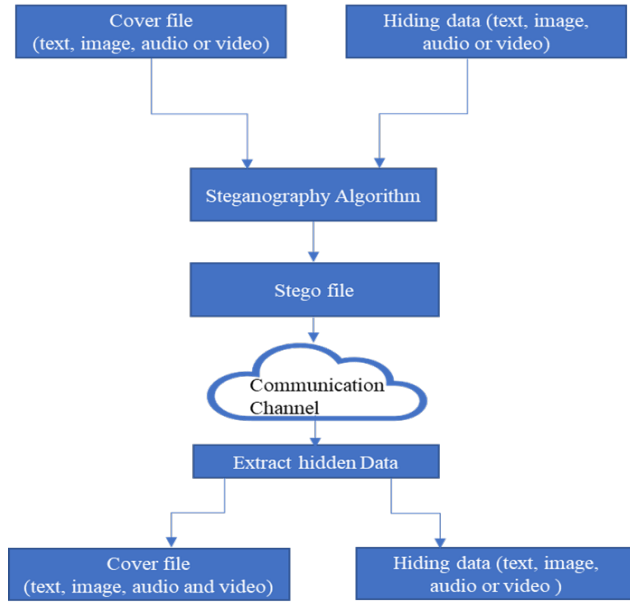 Cover file
(text, image, audio or video)
Hiding data (text, image,
audio or video)
Steganography Algorithm
Stego file
Communication
Channel
Extract hidden Data
Cover file
(text, image, audio and video)
Hiding data (text, image,
audio or video )